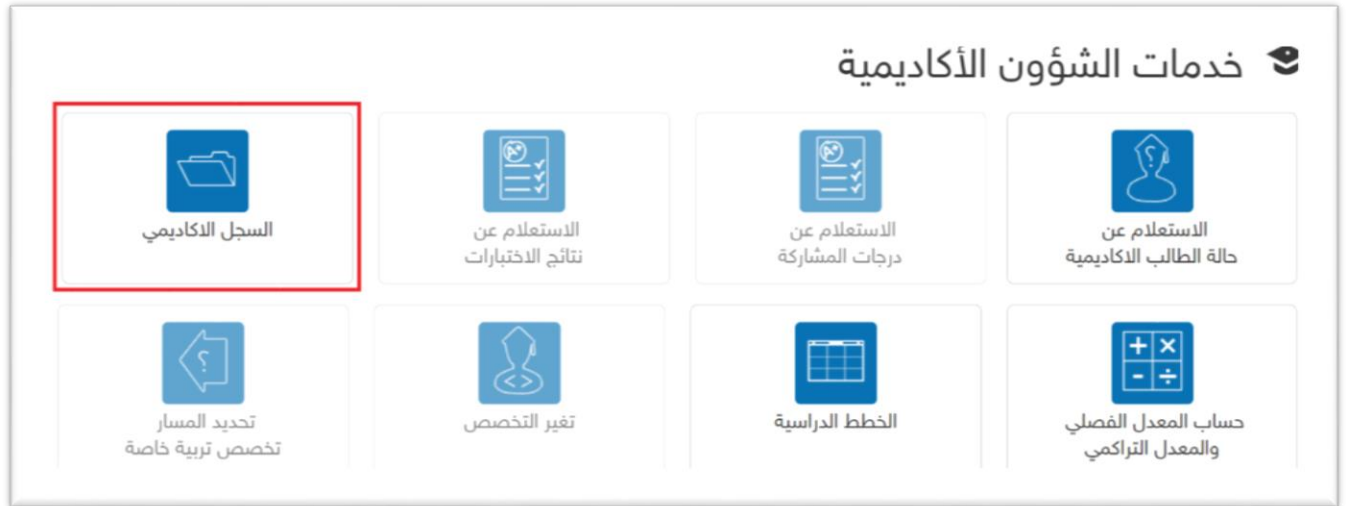 خدمات الشؤون الأكاديمية
الاستعلام عن
حالة الطالب الاكاديمية
الاستعلام عن
درجات المشاركة
الاستعلام عن
نتائج الاختبارات
السجل الاكاديمي
حساب المعدل الفصلي
والمعدل التراكمي
الخطط الدراسية
تغير التخصص
تحديد المسار
تخصص تربية خاصة